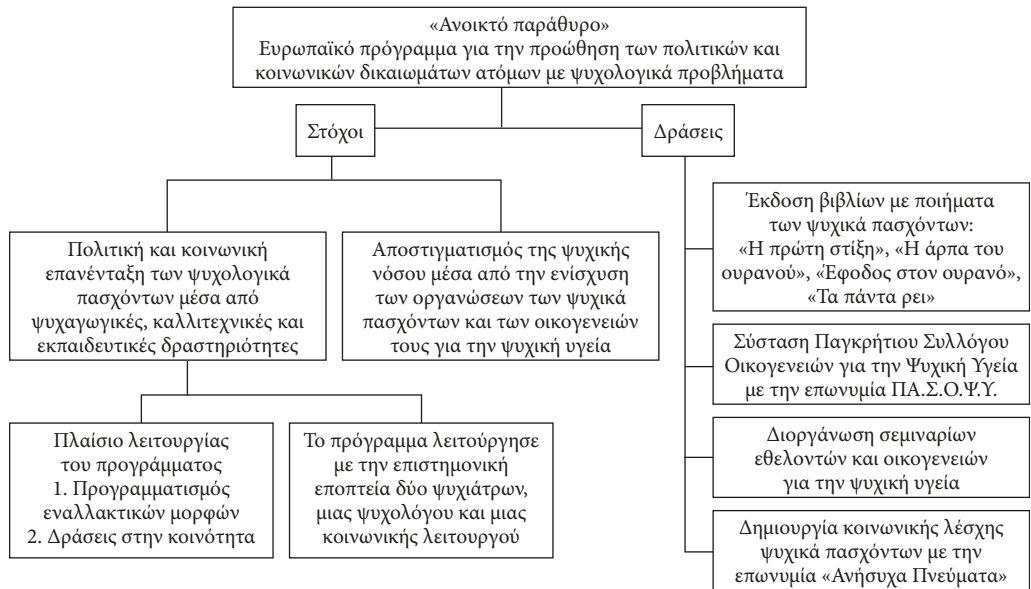 «Ανοικτό παράθυρο»
Ευρωπαϊκό πρόγραμμα για την προώθηση των πολιτικών και
κοινωνικών δικαιωμάτων ατόμων με ψυχολογικά προβλήματα
Στόχοι
Δράσεις
Πολιτική και κοινωνική
επανένταξη των ψυχολογικά
πασχόντων μέσα από
ψυχαγωγικές, καλλιτεχνικές και
εκπαιδευτικές δραστηριότητες
Αποστιγματισμός της ψυχικής
νόσου μέσα από την ενίσχυση
των οργανώσεων των ψυχικά
πασχόντων και των οικογενειών
τους για την ψυχική υγεία
Πλαίσιο λειτουργίας
του προγράμματος
1. Προγραμματισμός
εναλλακτικών μορφών
2. Δράσεις στην κοινότητα
Το πρόγραμμα λειτούργησε
με την επιστημονική
εποπτεία δύο ψυχιάτρων,
μιας ψυχολόγου και μιας
κοινωνικής λειτουργού
Έκδοση βιβλίων με ποιήματα
των ψυχικά πασχόντων:
«Η πρώτη στίξη», «Η άρπα του
ουρανού», «Έφοδος στον ουρανό»,
«Τα πάντα ρει»
Σύσταση Παγκρήτιου Συλλόγου
Οικογενειών για την Ψυχική Υγεία
με την επωνυμία ΠΑ.Σ.Ο.Ψ.Υ.
Διοργάνωση σεμιναρίων
εθελοντών και οικογενειών
για την ψυχική υγεία
Δημιουργία κοινωνικής λέσχης
ψυχικά πασχόντων με την
επωνυμία «Ανήσυχα Πνεύματα»